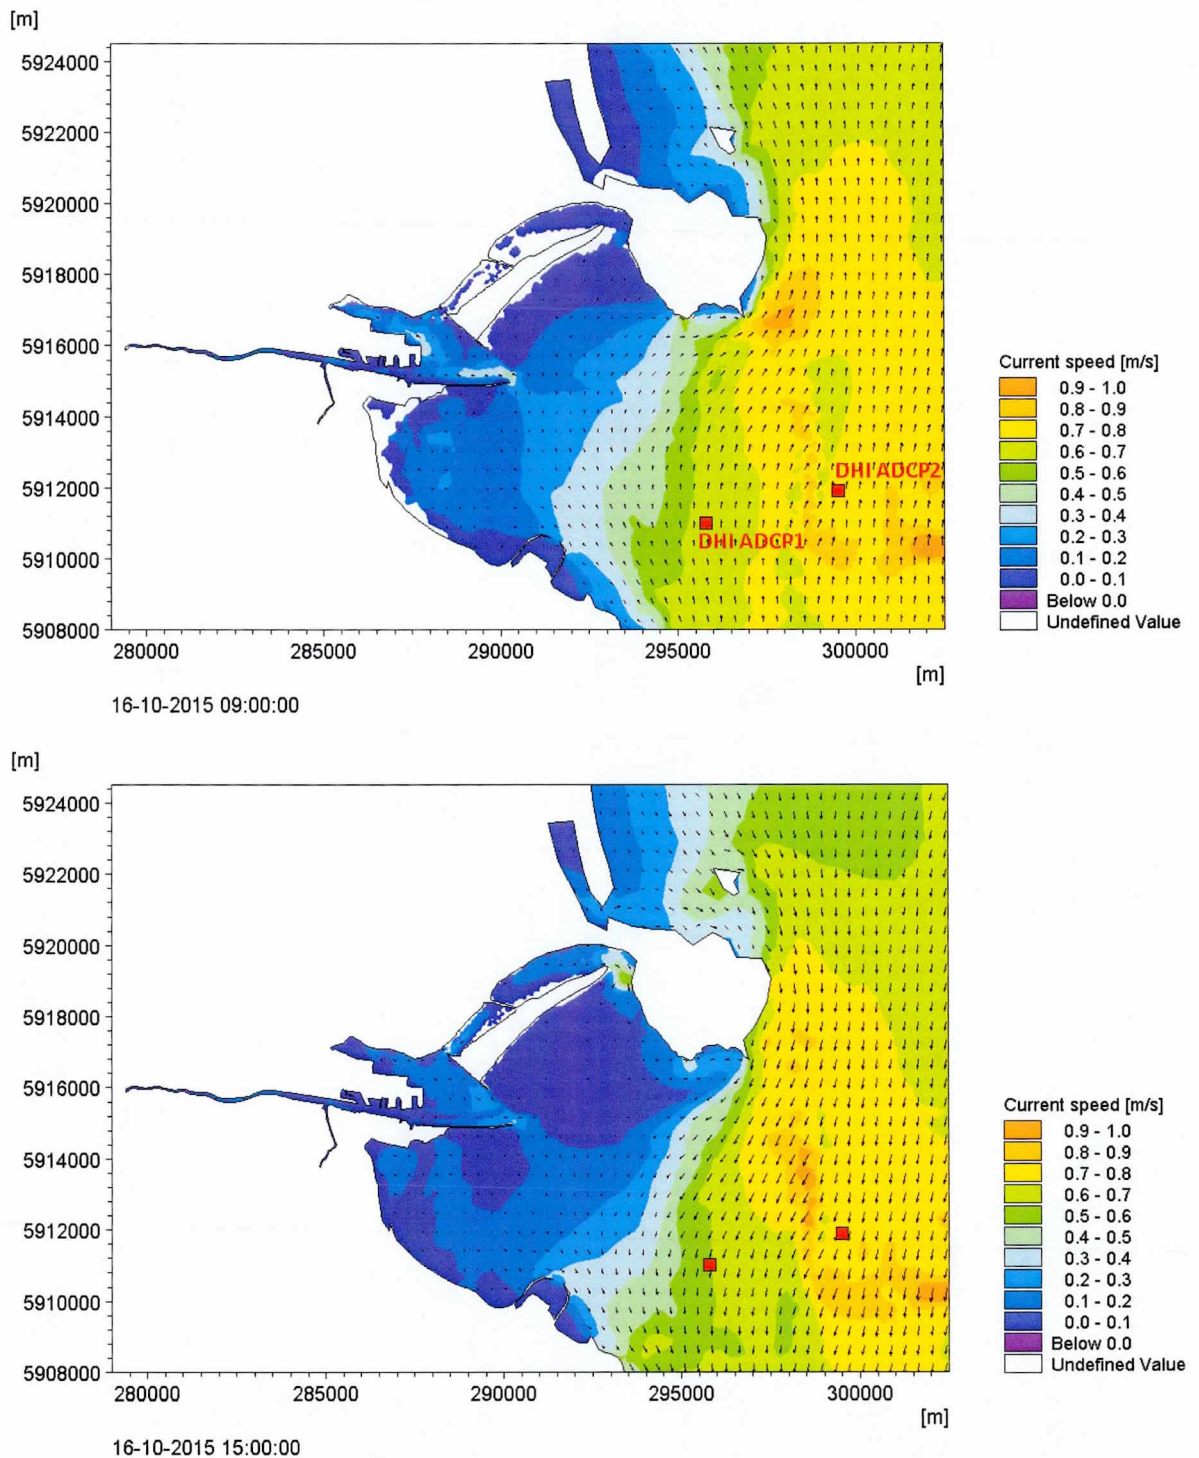 [m]
5924000
5922000
5920000
5918000
5916000
5914000
5912000
5910000
5908000
280000 285000 290000 295000 300000
[m]
DHI ADCP2
DHI ADCP1
Current speed [m/s]
0.9 - 1.0
0.8 - 0.9
0.7 - 0.8
0.6 - 0.7
0.5 - 0.6
0.4 - 0.5
0.3 - 0.4
0.2 - 0.3
0.1 - 0.2
0.0 - 0.1
Below 0.0
Undefined Value
16-10-2015 09:00:00
[m]
5924000
5922000
5920000
5918000
5916000
5914000
5912000
5910000
5908000
280000 285000 290000 295000 300000
[m]
Current speed [m/s]
0.9 - 1.0
0.8 - 0.9
0.7 - 0.8
0.6 - 0.7
0.5 - 0.6
0.4 - 0.5
0.3 - 0.4
0.2 - 0.3
0.1 - 0.2
0.0 - 0.1
Below 0.0
Undefined Value
16-10-2015 15:00:00